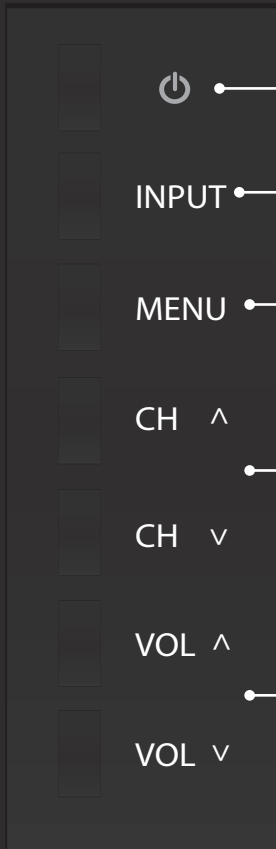 INPUT
MENU
CH ^
CH v
VOL ^
VOL v